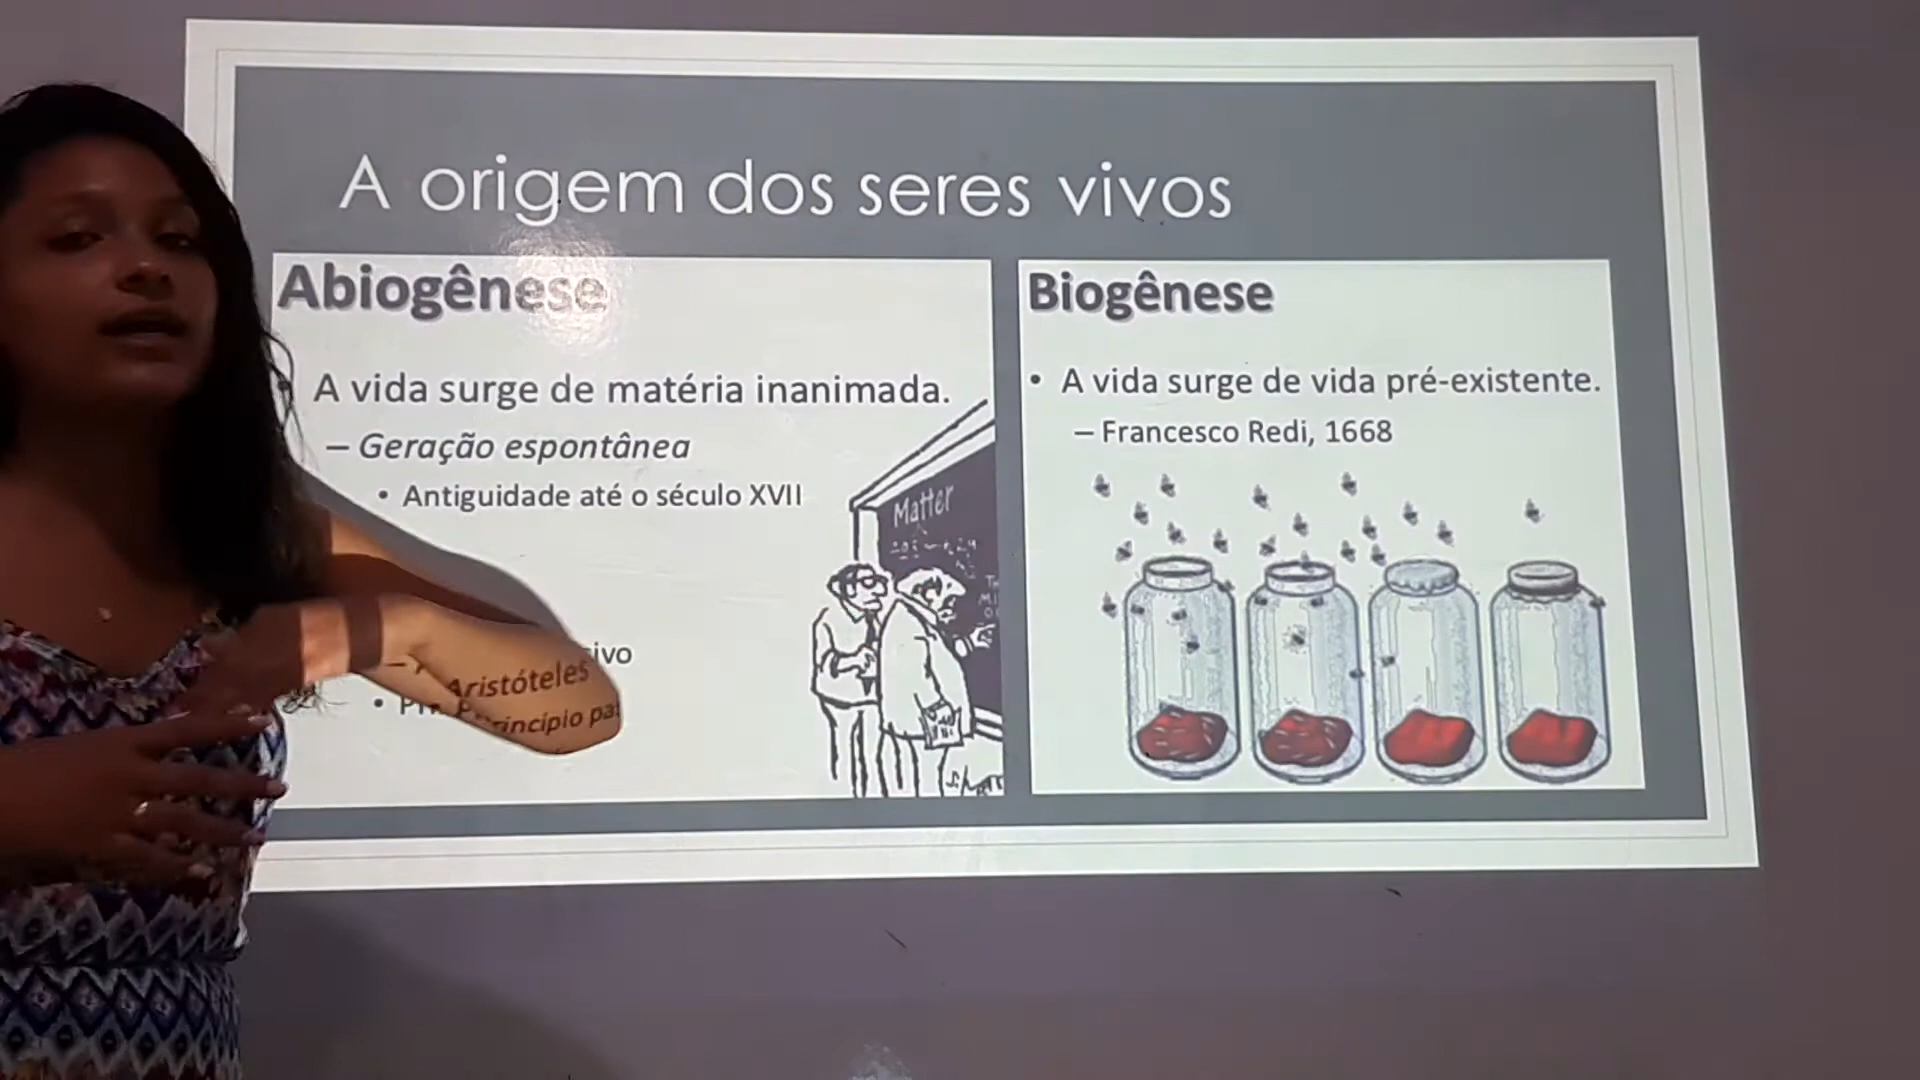 A origem dos seres vivos
Abiogênese
• A vida surge de matéria inanimada.
– Geração espontânea
• Antiguidade até o século XVII
Aristóteles
Matter
Biogênese
• A vida surge de vida pré-existente.
– Francesco Redi, 1668